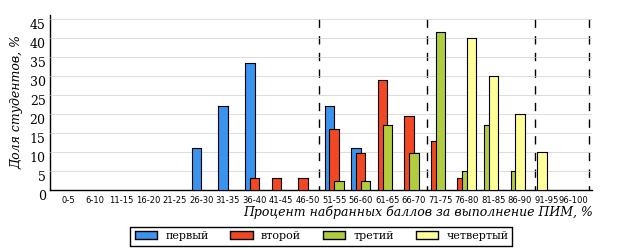 Доля студентов, %
45
40
35
30
25
20
15
10
5
0
0-5 6-10 11-15 16-20 21-25 26-30 31-35 36-40 41-45 46-50 51-55 56-60 61-65 66-70 71-75 76-80 81-85 86-90 91-95 96-100
Процент набранных баллов за выполнение ПИМ, %
первый второй третий четвертый